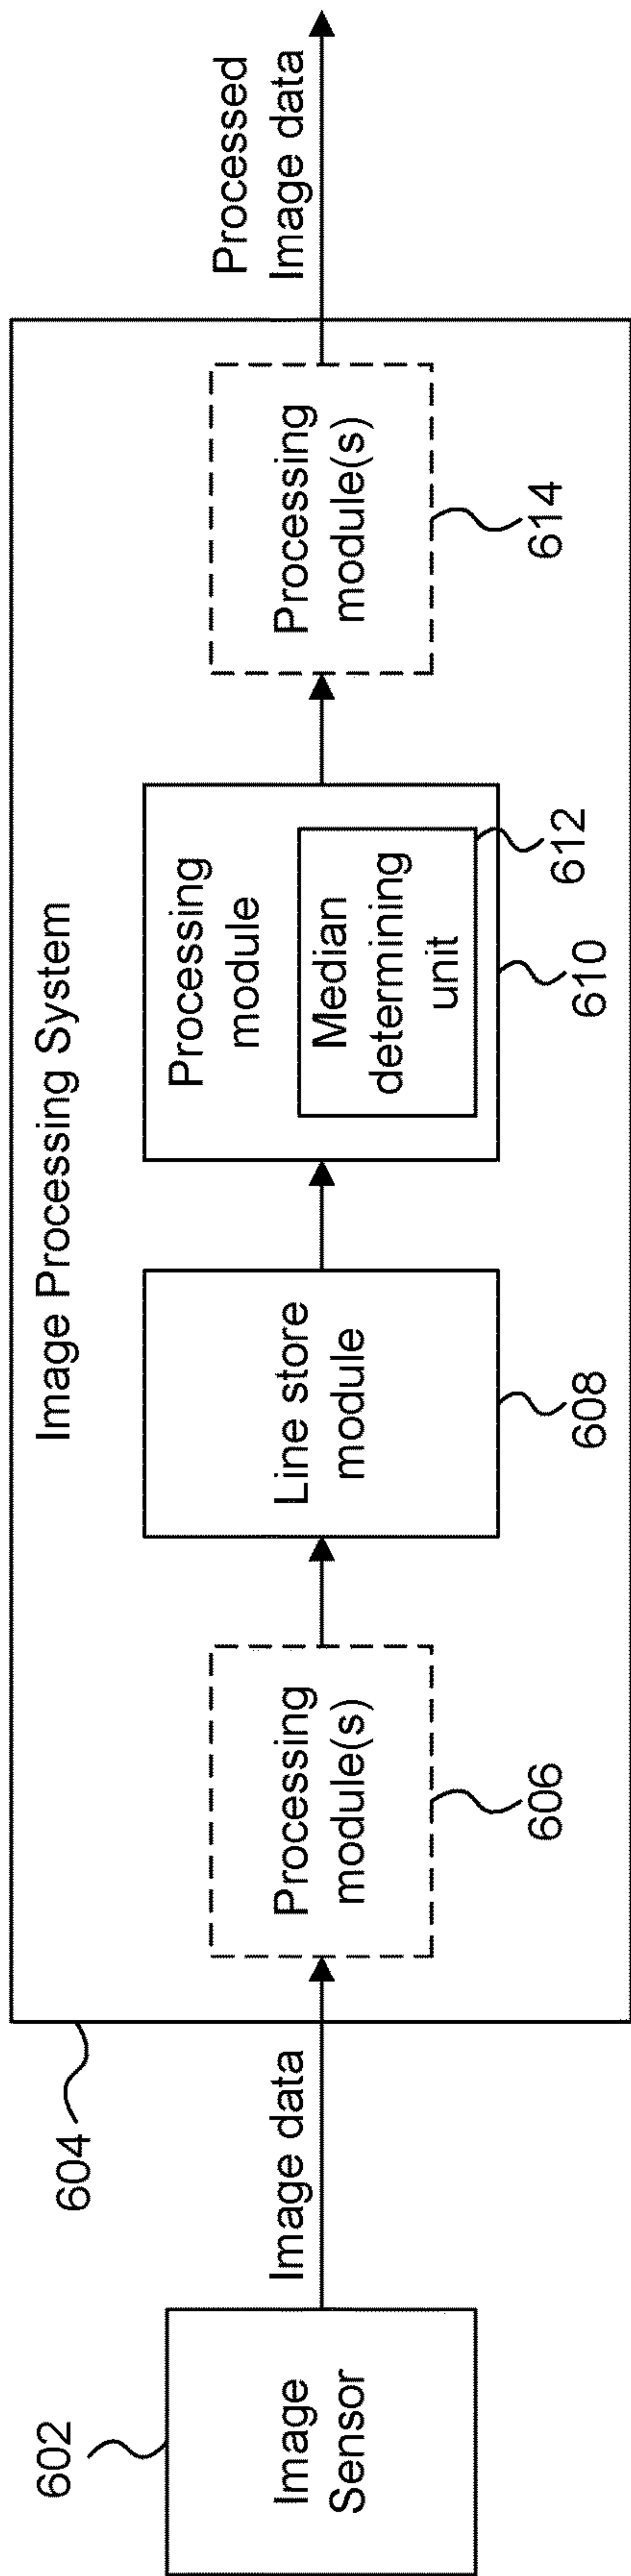 602
Image
Sensor
Image data
604
Image Processing System
Processing
module(s)
606
Line store
module
608
Processing
module
Median
determining
unit
612
610
Processing
module(s)
614
Processed
Image data